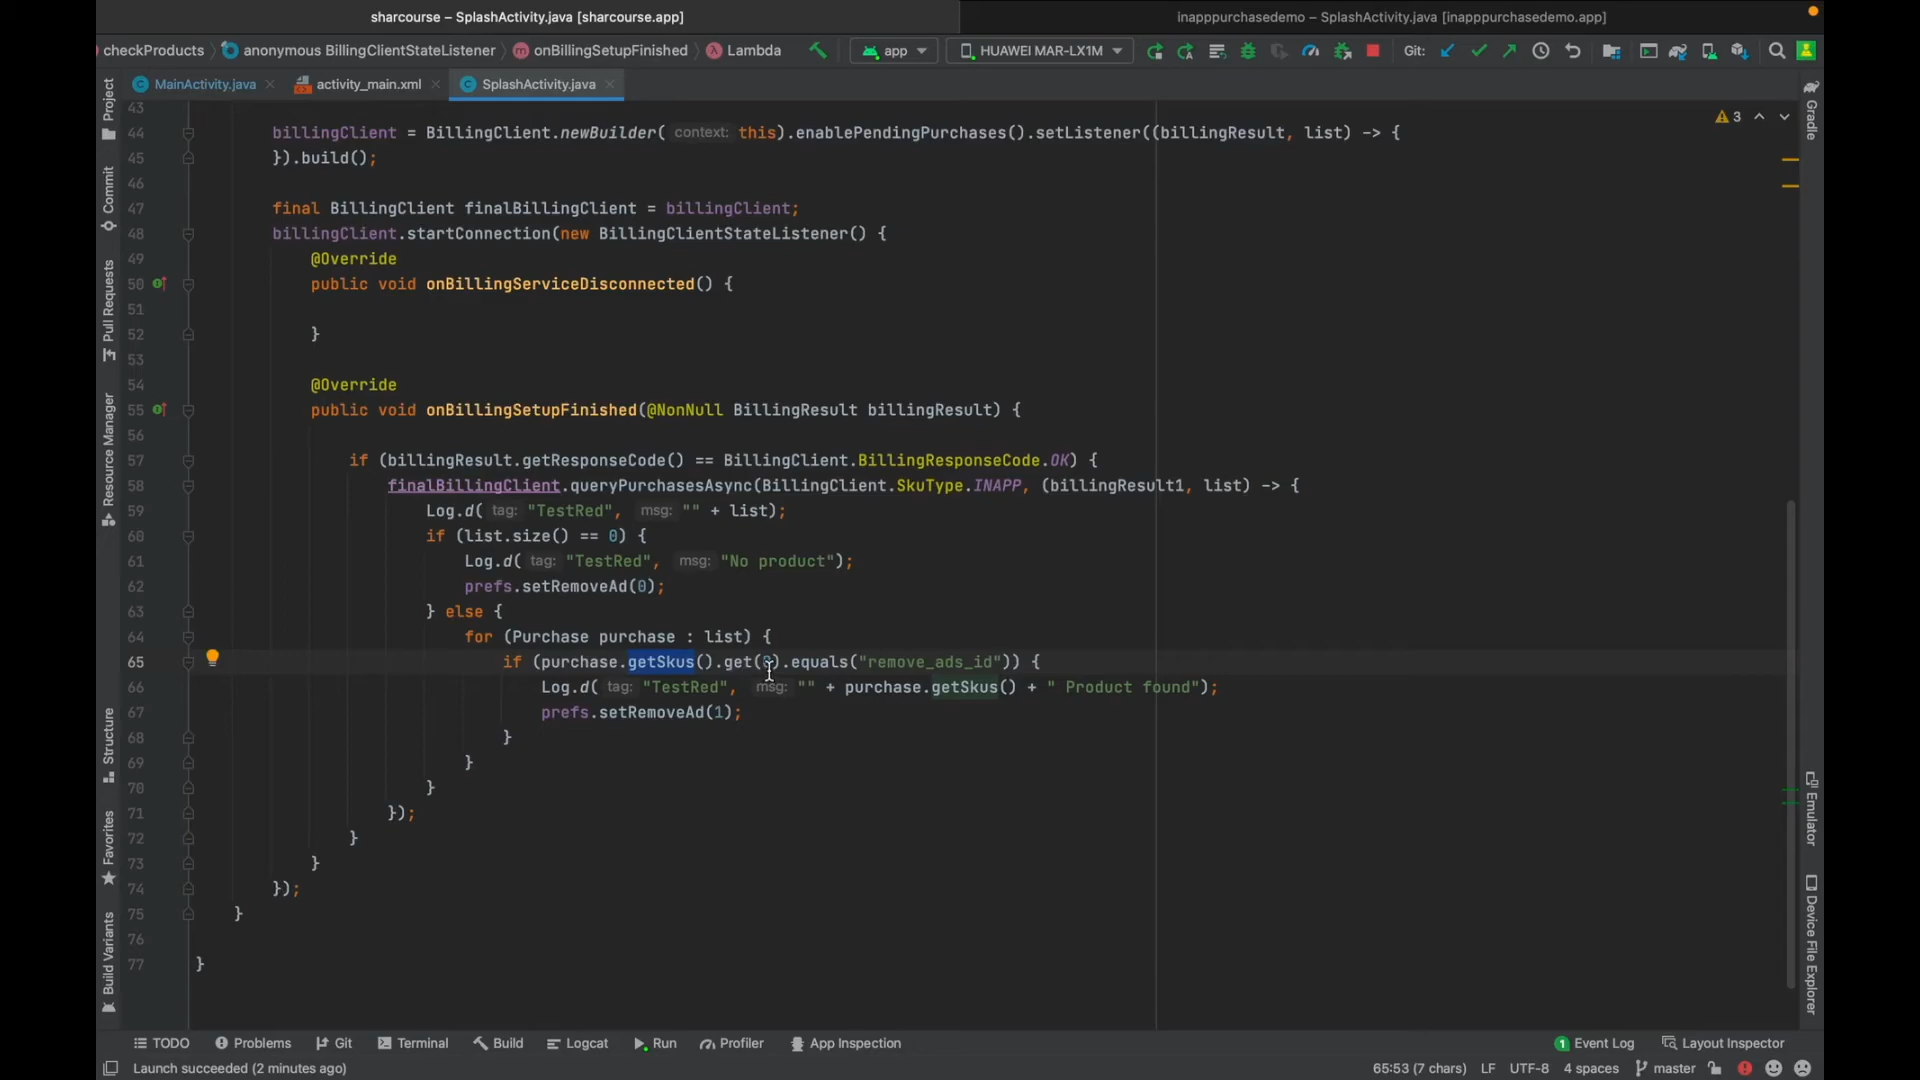 sharcourse – SplashActivity.java [sharcourse.app]
inapppurchasedemo – SplashActivity.java [inapppurchasedemo.app]
checkProducts
anonymous BillingClientStateListener
onBillingSetupFinished
Lambda
app
HUAWEI MAR-LX1M
Git:
MainActivity.java
activity_main.xml
SplashActivity.java
Project
Commit
Pull Requests
Resource Manager
Structure
Favorites
Build Variants
Gradle
Emulator
Device File Explorer
3
43
44 billingClient = BillingClient.newBuilder( context: this).enablePendingPurchases().setListener((billingResult, list) -> {
45 }).build();
46
47 final BillingClient finalBillingClient = billingClient;
48 billingClient.startConnection(new BillingClientStateListener() {
49 @Override
50 public void onBillingServiceDisconnected() {
51
52 }
53
54 @Override
55 public void onBillingSetupFinished(@NonNull BillingResult billingResult) {
56
57 if (billingResult.getResponseCode() == BillingClient.BillingResponseCode.OK) {
58 finalBillingClient.queryPurchasesAsync(BillingClient.SkuType.INAPP, (billingResult1, list) -> {
59 Log.d( tag: "TestRed", msg: "" + list);
60 if (list.size() == 0) {
61 Log.d( tag: "TestRed", msg: "No product");
62 prefs.setRemoveAd(0);
63 } else {
64 for (Purchase purchase : list) {
65 if (purchase.getSkus().get(0).equals("remove_ads_id")) {
66 Log.d( tag: "TestRed", msg: "" + purchase.getSkus() + " Product found");
67 prefs.setRemoveAd(1);
68 }
69 }
70 }
71 });
72 }
73 }
74 });
75 }
76
77 }
TODO
Problems
Git
Terminal
Build
Logcat
Run
Profiler
App Inspection
1 Event Log
Layout Inspector
Launch succeeded (2 minutes ago)
65:53 (7 chars)
LF
UTF-8
4 spaces
master